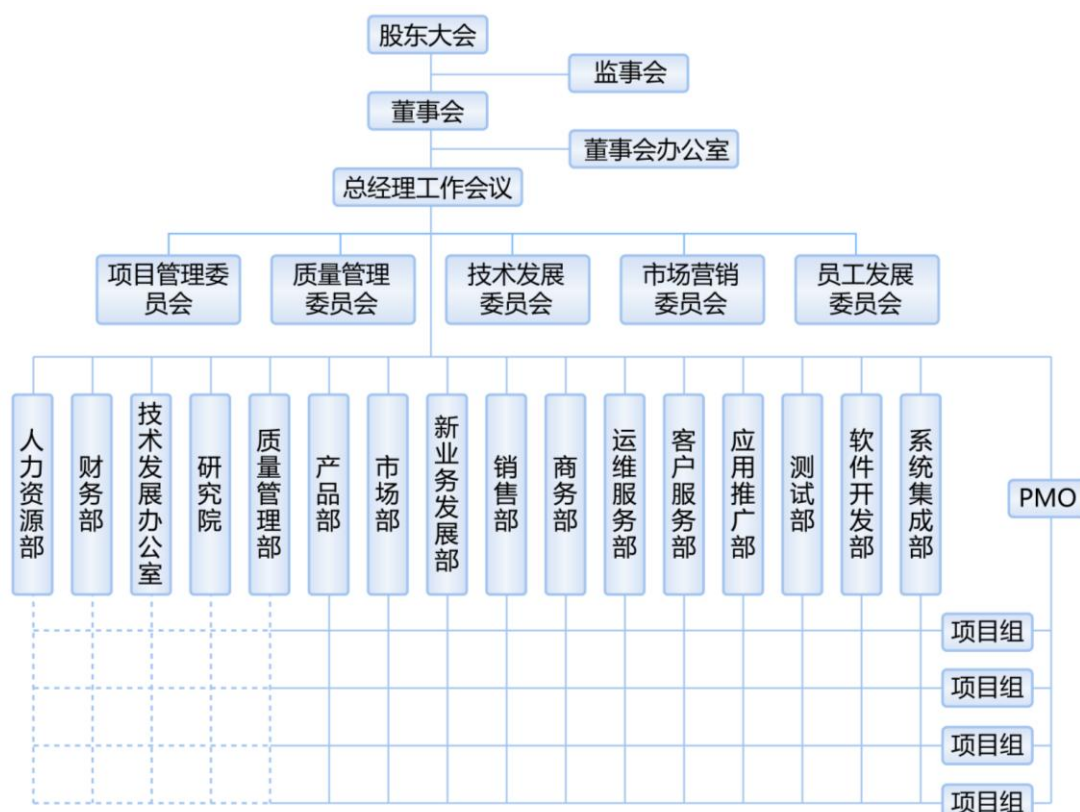 股东大会
监事会
董事会
董事会办公室
总经理工作会议
项目管理委
员会
质量管理
委员会
技术发展
委员会
市场营销
委员会
员工发展
委员会
人力资源部
财务部
技术发展办公室
研究院
质量管理部
产品部
市场部
新业务发展部
销售部
商务部
运维服务部
客户服务部
应用推广部
测试部
软件开发部
系统集成部
PMO
项目组
项目组
项目组
项目组